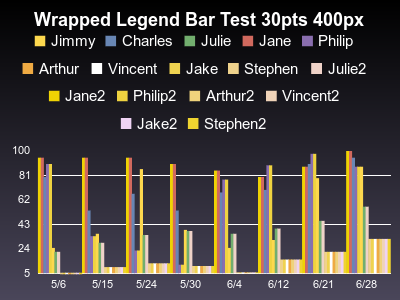 Wrapped Legend Bar Test 30pts 400px
Jimmy Charles Julie Jane Philip
Arthur Vincent Jake Stephen Julie2
Jane2 Philip2 Arthur2 Vincent2
Jake2 Stephen2
100
81
62
43
24
5
5/6 5/15 5/24 5/30 6/4 6/12 6/21 6/28